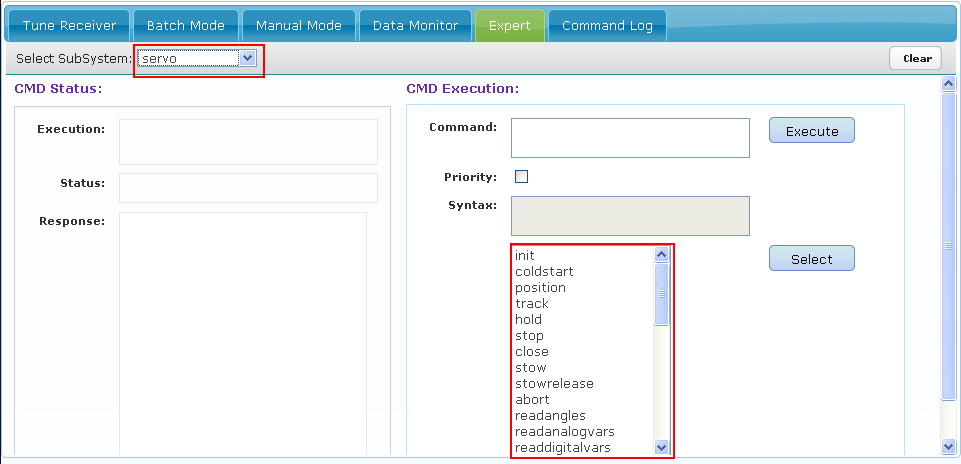 Tune Receiver Batch Mode Manual Mode Data Monitor Expert Command Log
Select SubSystem: servo Clear
CMD Status:
Execution:
Status:
Response:
CMD Execution:
Command: Execute
Priority:
Syntax:
Select
init
coldstart
position
track
hold
stop
close
stow
stowrelease
abort
readangles
readanalogvars
readdigitalvars